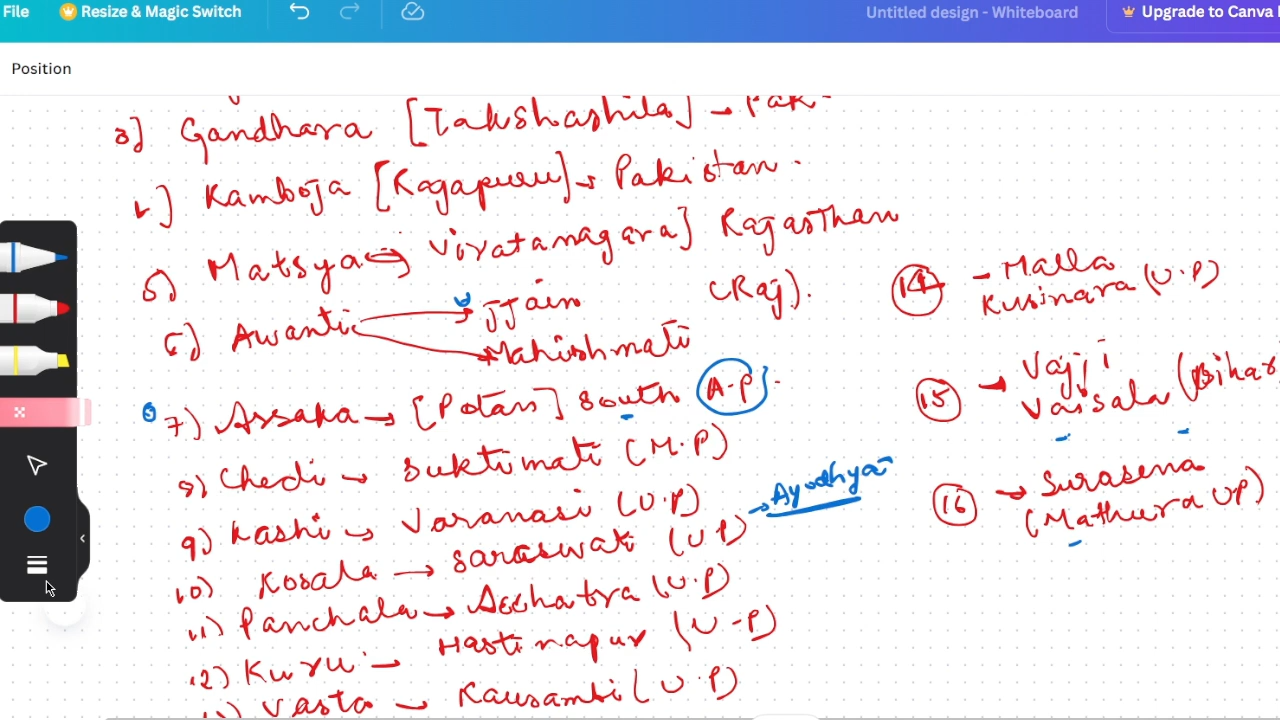 File Resize & Magic Switch Untitled design - Whiteboard Upgrade to Canva
Position
3] Gandhara [Takshashila] → Pak.
Kamboja [Rajapuru] → Pakistan.
5) Matsya → Viratanagara] Rajasthan
(Raj).
6) Awanti → Ujjain
Mahishmati
7) Assaka → [Potan] South (A.P).
8) Chedi → Suktimati (M.P)
9) Kashi → Varanasi (U.P)
10) Kosala → Saraswati (UP) → Ayodhya
11) Panchala → Acchatra (U.P)
12) Kuru → Hastinapur (U-P)
Vasta → Kausambi (U.P)
14 - Malla
Kusinara (U.P)
15 → Vajji
Vaisala (Bihar
16 → Surasena
(Mathura UP)